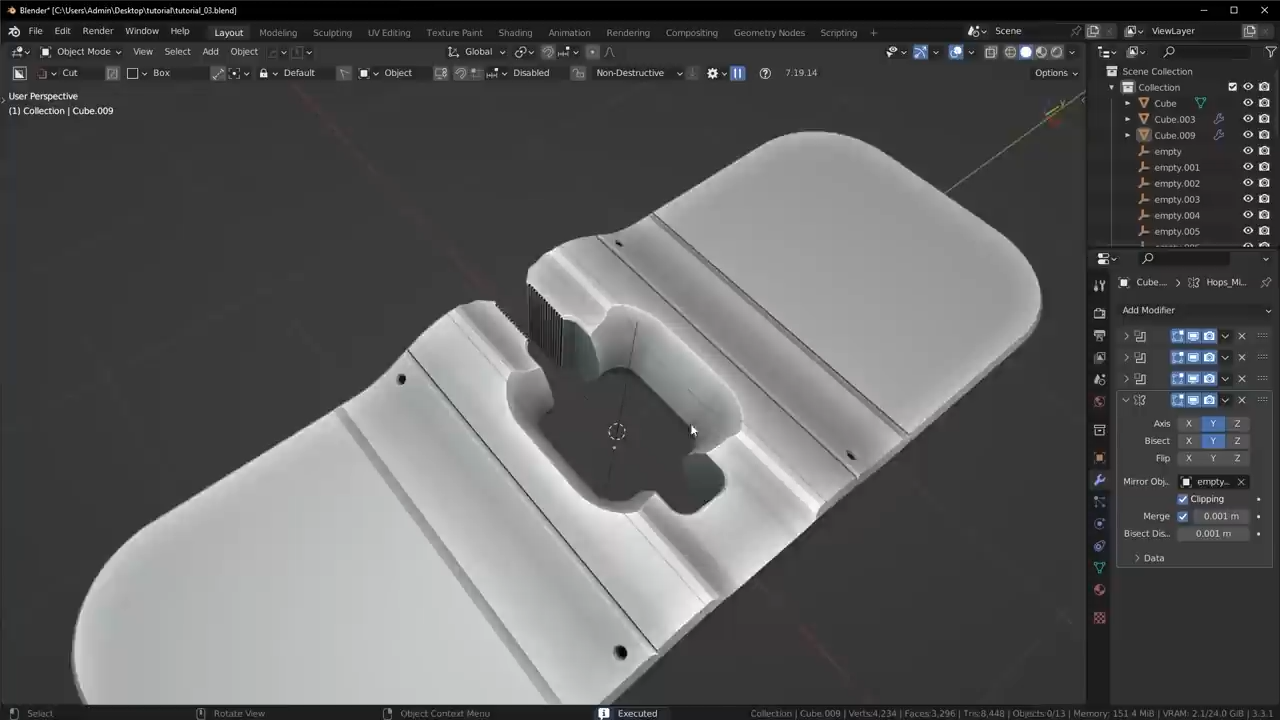 Blender* [C:\Users\Admin\Desktop\tutorial\tutorial_03.blend]
File Edit Render Window Help Layout Modeling Sculpting UV Editing Texture Paint Shading Animation Rendering Compositing Geometry Nodes Scripting Scene ViewLayer
Object Mode View Select Add Object Global
Cut Box Default Object Disabled Non-Destructive 7.19.14 Options
User Perspective
(1) Collection | Cube.009
Scene Collection
Collection
Cube
Cube.003
Cube.009
empty
empty.001
empty.002
empty.003
empty.004
empty.005
Cube.... > Hops_Mi..
Add Modifier
Axis X Y Z
Bisect X Y Z
Flip X Y Z
Mirror Obj.. empty..
Clipping
Merge 0.001 m
Bisect Dis.. 0.001 m
Data
Select Rotate View Object Context Menu Executed Collection | Cube.009 | Verts:4,234 | Faces:3,296 | Tris:8,448 | Objects:0/13 | Memory: 151.4 MiB | VRAM: 2.1/24.0 GiB | 3.3.1